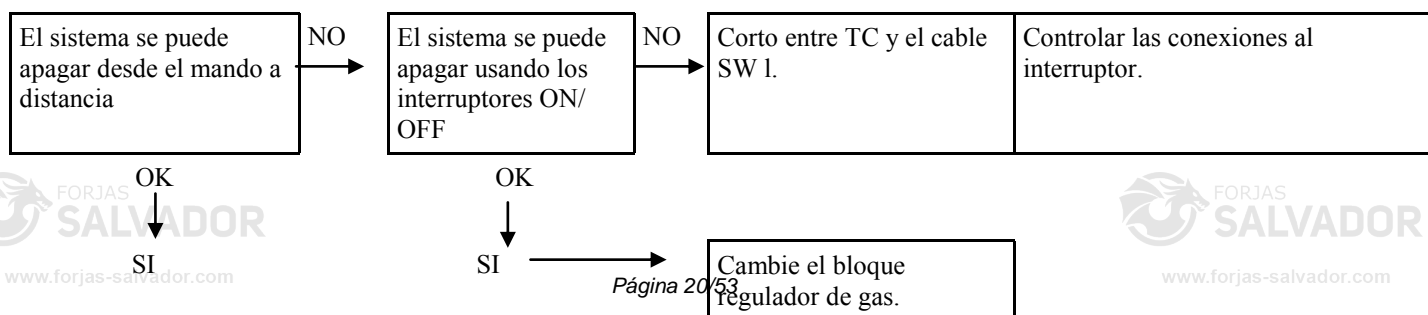 El sistema se puede
apagar desde el mando a
distancia
NO
El sistema se puede
apagar usando los
interruptores ON/
OFF
NO
Corto entre TC y el cable
SW l.
Controlar las conexiones al
interruptor.
OK
OK
FORJAS
SALVADOR
www.forjas-salvador.com
FORJAS
SALVADOR
www.forjas-salvador.com
SI
SI
Cambie el bloque
regulador de gas.
Página 20/53